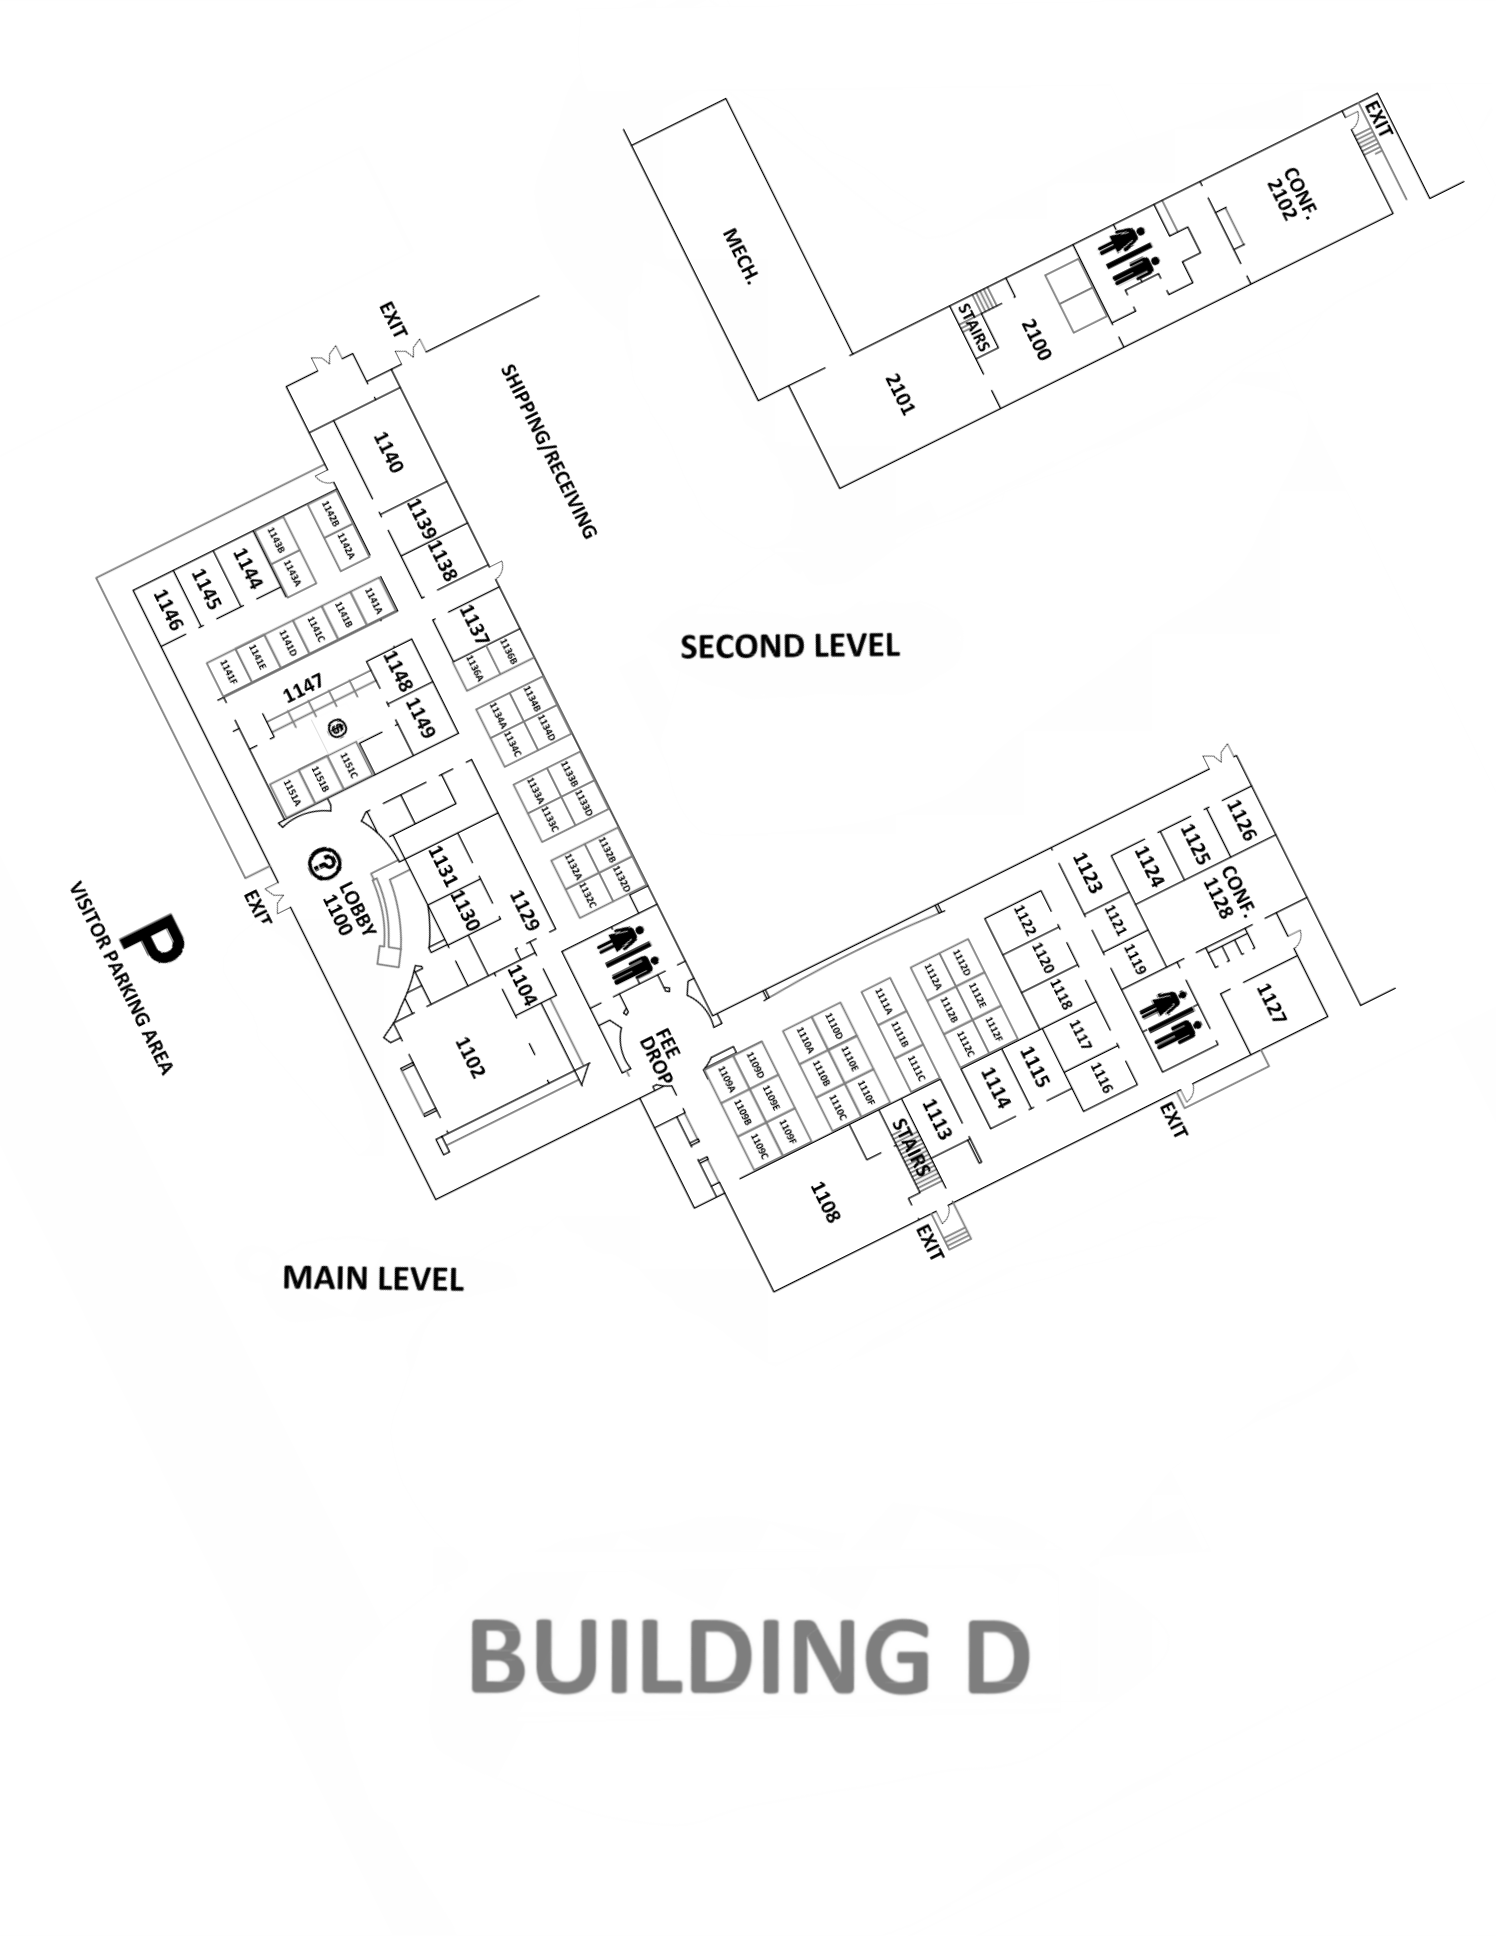 EXIT
CONF.
2102
MECH.
STAIRS
2100
2101
EXIT
SHIPPING/RECEIVING
1140
1139
1138
1142B
1142A
1143B
1143A
1144
1145
1146
1141A
1141B
1141C
1141D
1141E
1141F
1137
1136B
1136A
1147
1148
1149
$
1134B
1134A
1134D
1134C
SECOND LEVEL
1151C
1151B
1151A
1133B
1133A
1133D
1133C
1132B
1132A
1132D
1132C
?
LOBBY
1100
EXIT
P
VISITOR PARKING AREA
1131
1130
1129
1104
1102
FEE
DROP
1126
1125
1124
1123
CONF.
1128
1122
1121
1120
1119
1118
1117
1116
1115
1114
1127
1112D
1112A
1112E
1112B
1112F
1112C
1111A
1111B
1111C
1110D
1110A
1110E
1110B
1110F
1110C
1109D
1109A
1109E
1109B
1109F
1109C
1113
STAIRS
1108
EXIT
EXIT
MAIN LEVEL
BUILDING D